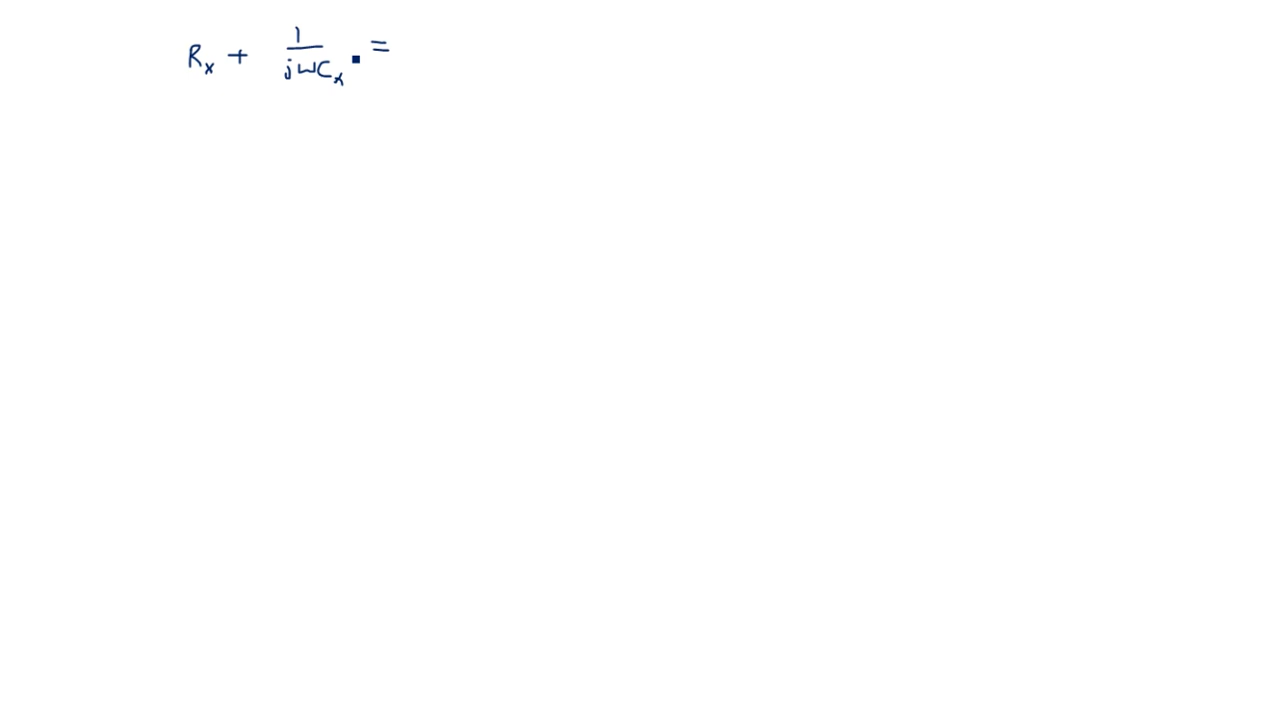 Rₓ + 1/jωCₓ =